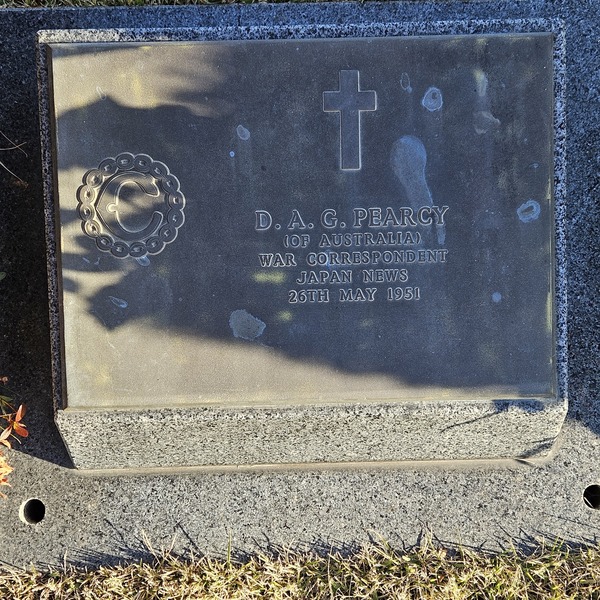 C
D. A. G. PEARCY
(OF AUSTRALIA)
WAR CORRESPONDENT
JAPAN NEWS
26TH MAY 1951